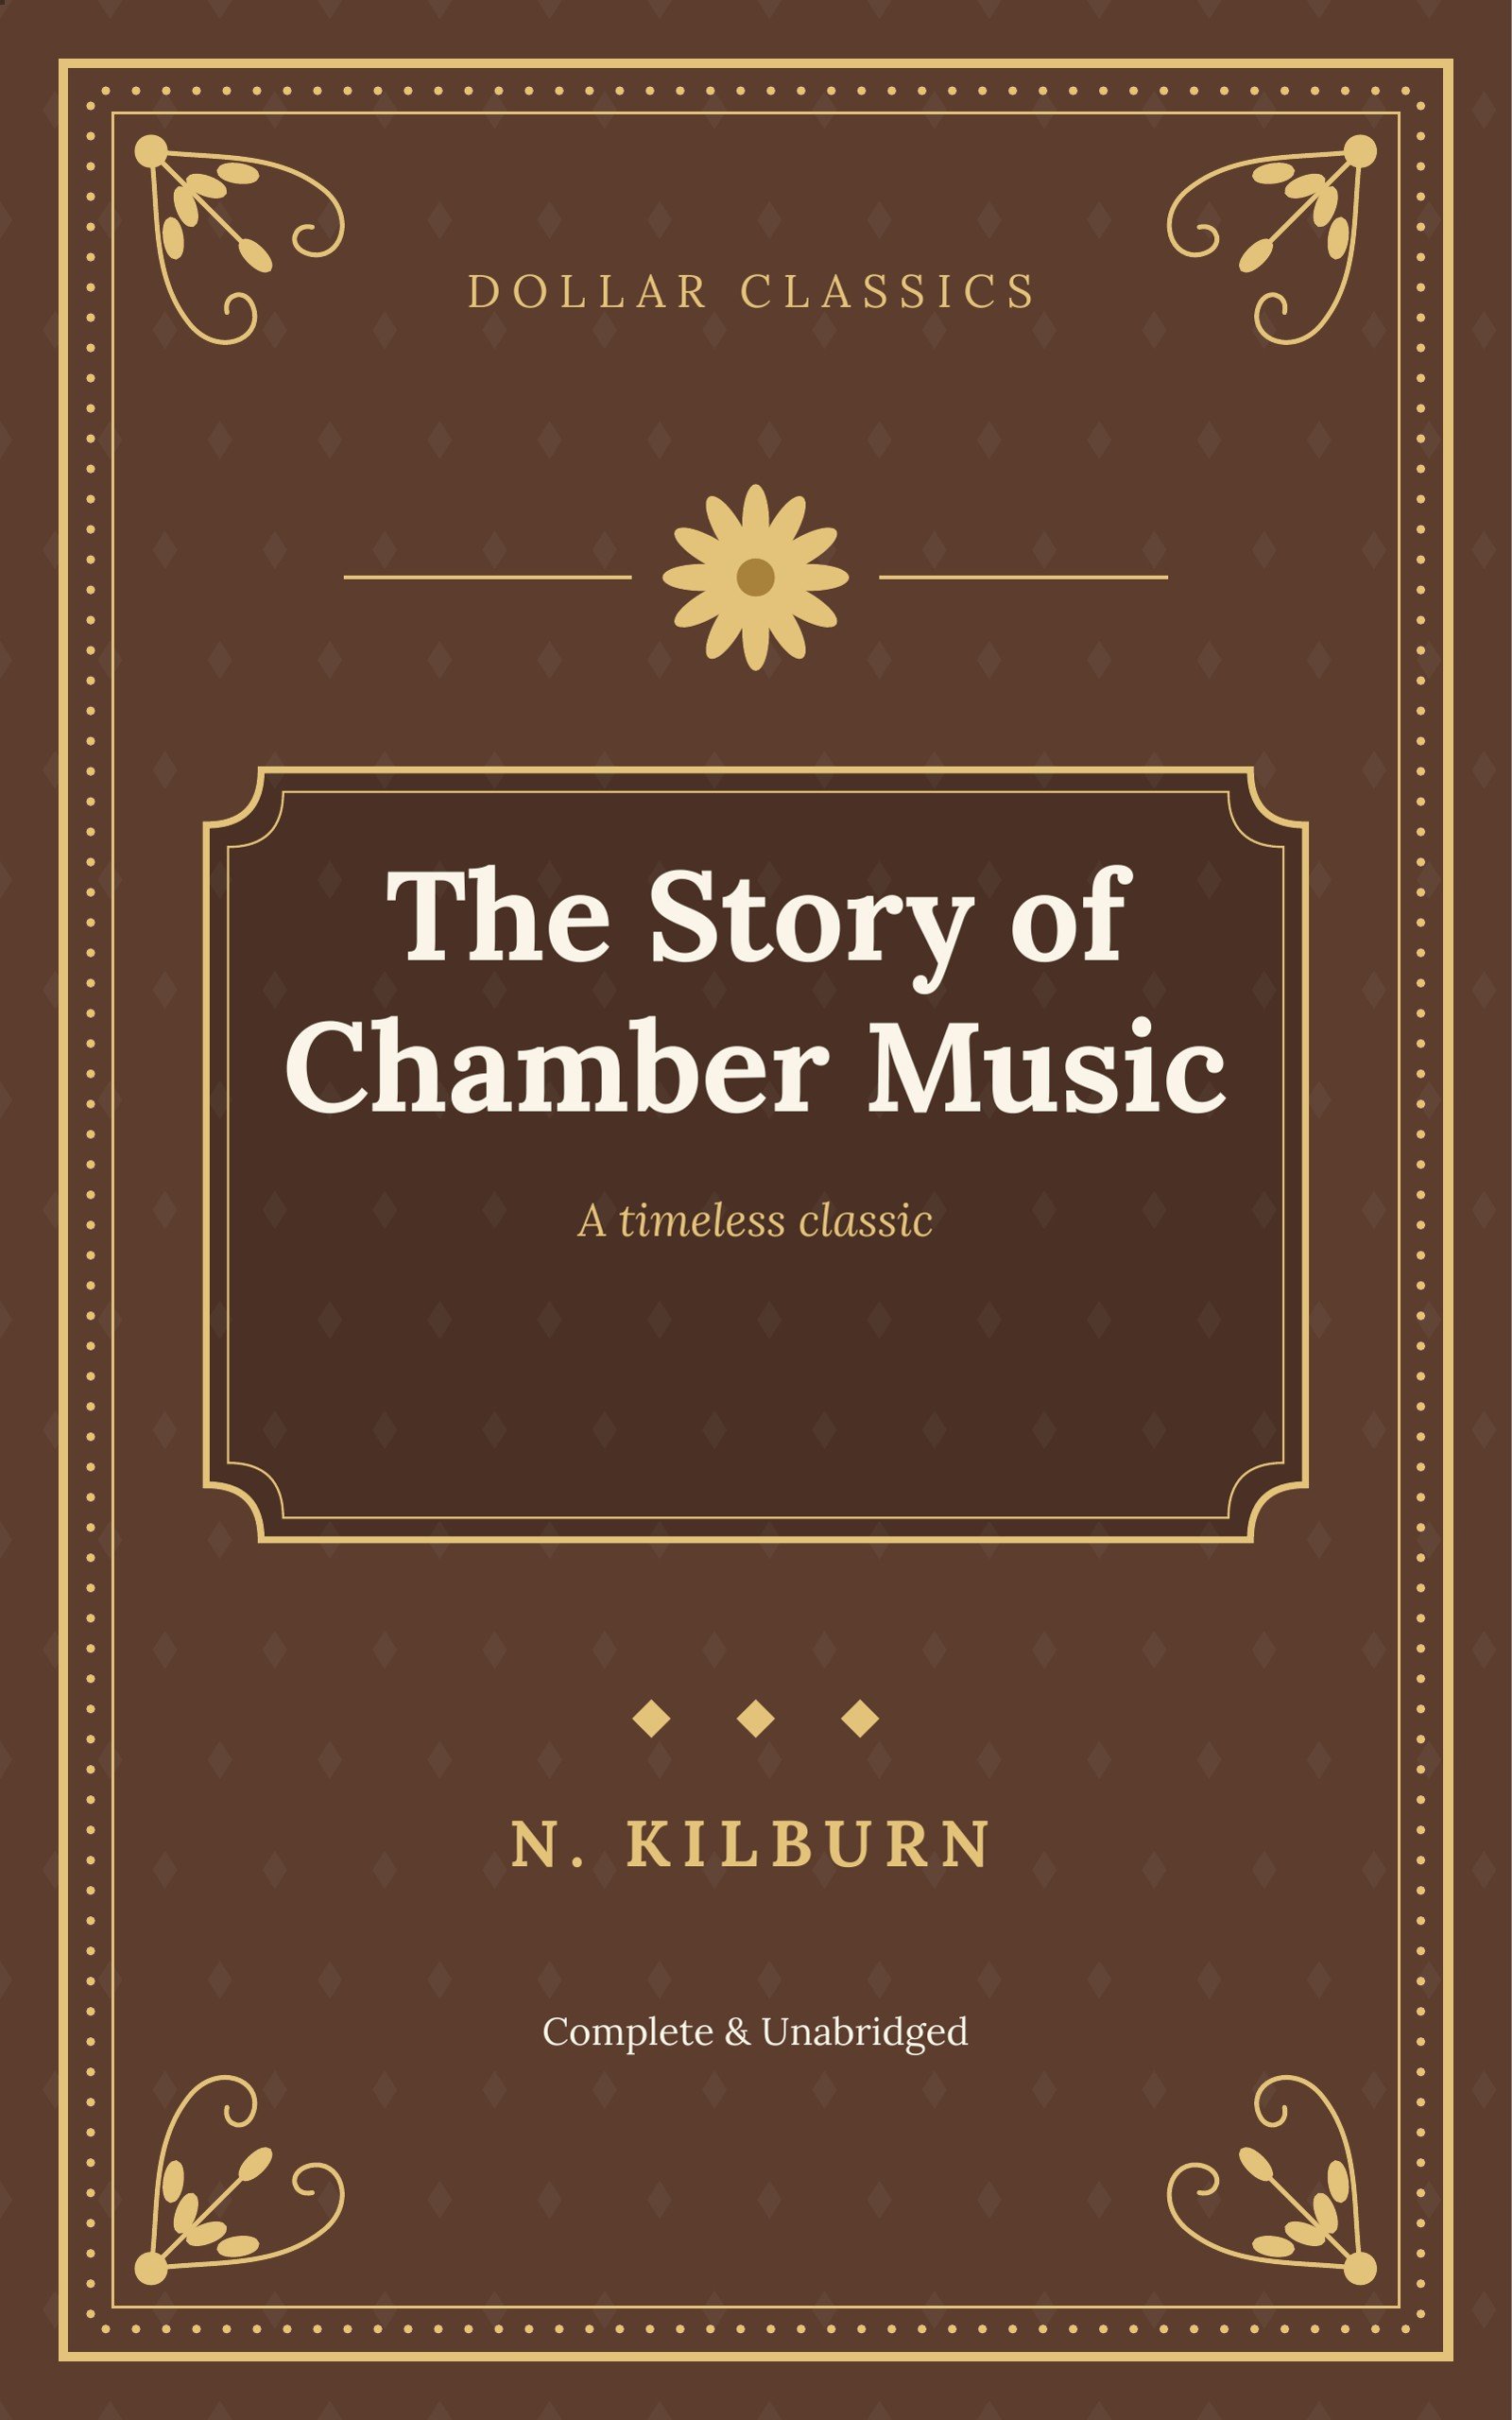 DOLLAR CLASSICS
The Story of
Chamber Music
A timeless classic
N. KILBURN
Complete & Unabridged